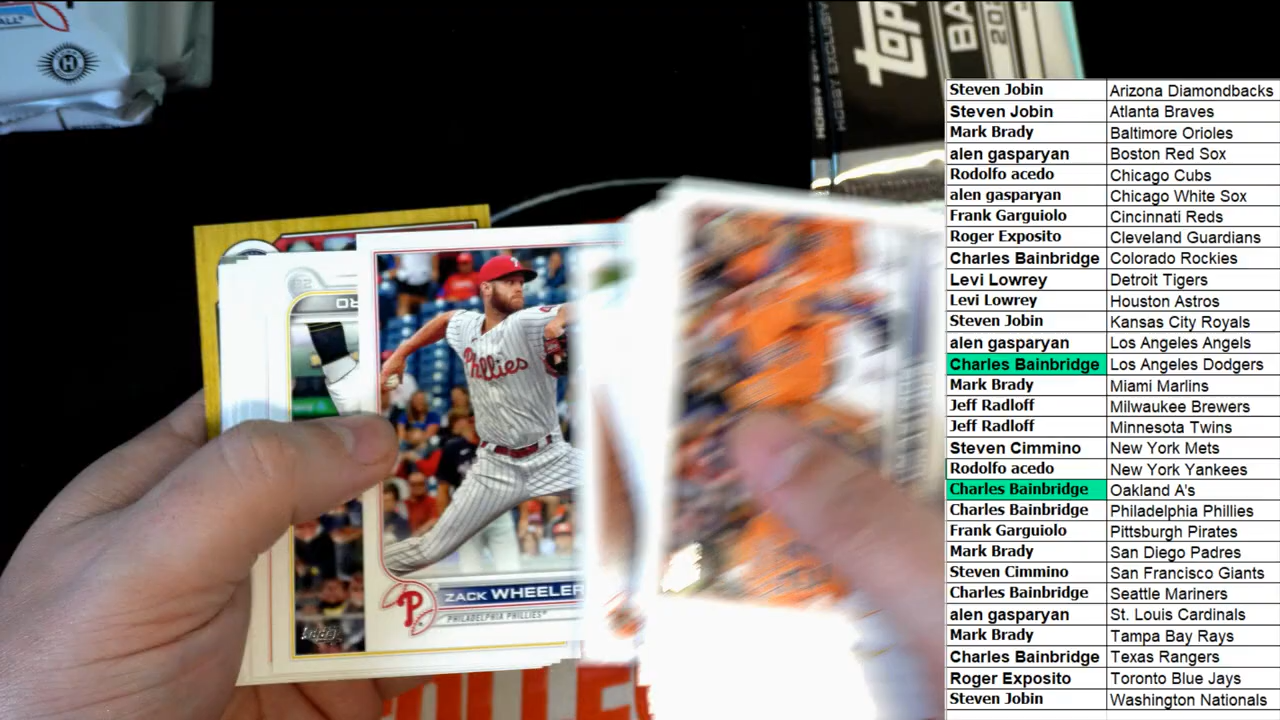 TOPPS
BA
202
HOBBY EXCLUSIV
H
Phillies
P
ZACK WHEELER
PHILADELPHIA PHILLIES
Steven Jobin Arizona Diamondbacks
Steven Jobin Atlanta Braves
Mark Brady Baltimore Orioles
alen gasparyan Boston Red Sox
Rodolfo acedo Chicago Cubs
alen gasparyan Chicago White Sox
Frank Garguiolo Cincinnati Reds
Roger Exposito Cleveland Guardians
Charles Bainbridge Colorado Rockies
Levi Lowrey Detroit Tigers
Levi Lowrey Houston Astros
Steven Jobin Kansas City Royals
alen gasparyan Los Angeles Angels
Charles Bainbridge Los Angeles Dodgers
Mark Brady Miami Marlins
Jeff Radloff Milwaukee Brewers
Jeff Radloff Minnesota Twins
Steven Cimmino New York Mets
Rodolfo acedo New York Yankees
Charles Bainbridge Oakland A's
Charles Bainbridge Philadelphia Phillies
Frank Garguiolo Pittsburgh Pirates
Mark Brady San Diego Padres
Steven Cimmino San Francisco Giants
Charles Bainbridge Seattle Mariners
alen gasparyan St. Louis Cardinals
Mark Brady Tampa Bay Rays
Charles Bainbridge Texas Rangers
Roger Exposito Toronto Blue Jays
Steven Jobin Washington Nationals